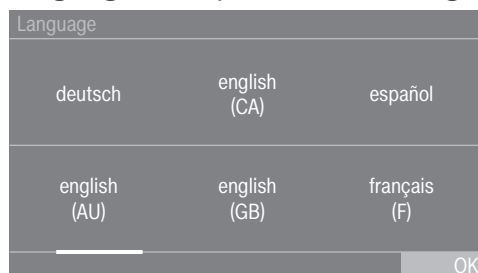 Language
deutsch
english
(CA)
español
english
(AU)
english
(GB)
français
(F)
OK